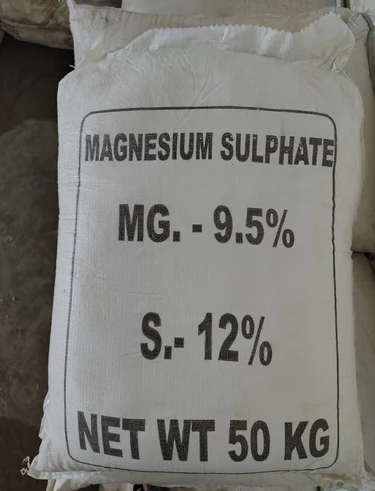 MAGNESIUM SULPHATE
MG. - 9.5%
S.- 12%
NET WT 50 KG